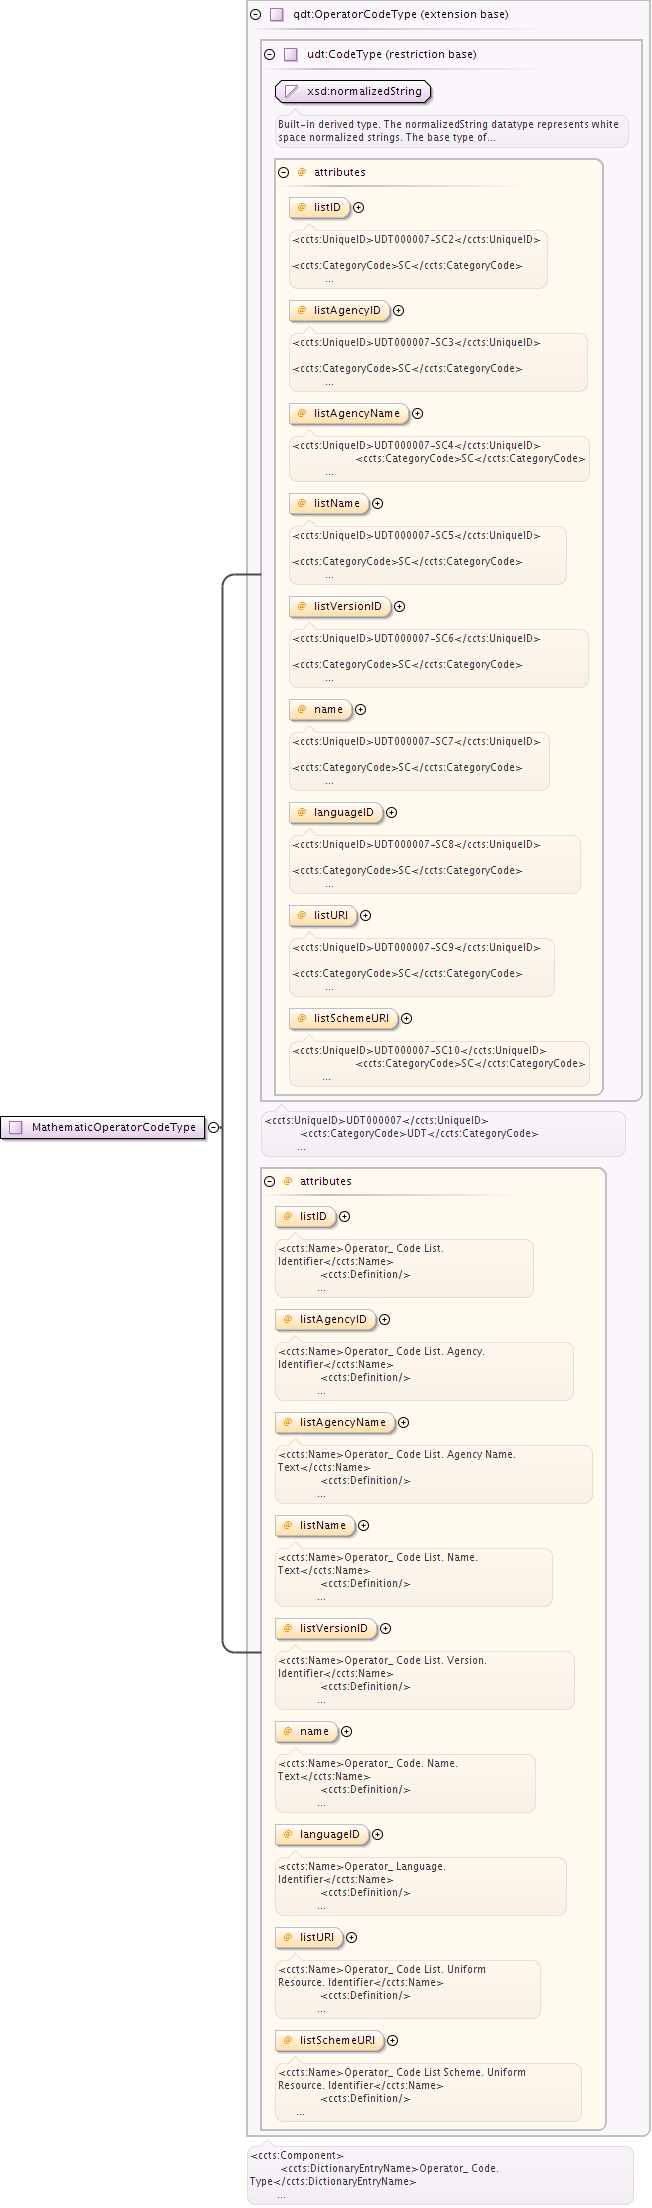 qdt:OperatorCodeType (extension base)
udt:CodeType (restriction base)
xsd:normalizedString
Built-in derived type. The normalizedString datatype represents white
space normalized strings. The base type of...
@ attributes
@ listID
<ccts:UniqueID>UDT000007-SC2</ccts:UniqueID>
<ccts:CategoryCode>SC</ccts:CategoryCode>
...
@ listAgencyID
<ccts:UniqueID>UDT000007-SC3</ccts:UniqueID>
<ccts:CategoryCode>SC</ccts:CategoryCode>
...
@ listAgencyName
<ccts:UniqueID>UDT000007-SC4</ccts:UniqueID>
<ccts:CategoryCode>SC</ccts:CategoryCode>
...
@ listName
<ccts:UniqueID>UDT000007-SC5</ccts:UniqueID>
<ccts:CategoryCode>SC</ccts:CategoryCode>
...
@ listVersionID
<ccts:UniqueID>UDT000007-SC6</ccts:UniqueID>
<ccts:CategoryCode>SC</ccts:CategoryCode>
...
@ name
<ccts:UniqueID>UDT000007-SC7</ccts:UniqueID>
<ccts:CategoryCode>SC</ccts:CategoryCode>
...
@ languageID
<ccts:UniqueID>UDT000007-SC8</ccts:UniqueID>
<ccts:CategoryCode>SC</ccts:CategoryCode>
...
@ listURI
<ccts:UniqueID>UDT000007-SC9</ccts:UniqueID>
<ccts:CategoryCode>SC</ccts:CategoryCode>
...
@ listSchemeURI
<ccts:UniqueID>UDT000007-SC10</ccts:UniqueID>
<ccts:CategoryCode>SC</ccts:CategoryCode>
...
MathematicOperatorCodeType
<ccts:UniqueID>UDT000007</ccts:UniqueID>
<ccts:CategoryCode>UDT</ccts:CategoryCode>
...
@ attributes
@ listID
<ccts:Name>Operator_ Code List.
Identifier</ccts:Name>
<ccts:Definition/>
...
@ listAgencyID
<ccts:Name>Operator_ Code List. Agency.
Identifier</ccts:Name>
<ccts:Definition/>
...
@ listAgencyName
<ccts:Name>Operator_ Code List. Agency Name.
Text</ccts:Name>
<ccts:Definition/>
...
@ listName
<ccts:Name>Operator_ Code List. Name.
Text</ccts:Name>
<ccts:Definition/>
...
@ listVersionID
<ccts:Name>Operator_ Code List. Version.
Identifier</ccts:Name>
<ccts:Definition/>
...
@ name
<ccts:Name>Operator_ Code. Name.
Text</ccts:Name>
<ccts:Definition/>
...
@ languageID
<ccts:Name>Operator_ Language.
Identifier</ccts:Name>
<ccts:Definition/>
...
@ listURI
<ccts:Name>Operator_ Code List. Uniform
Resource. Identifier</ccts:Name>
<ccts:Definition/>
...
@ listSchemeURI
<ccts:Name>Operator_ Code List Scheme. Uniform
Resource. Identifier</ccts:Name>
<ccts:Definition/>
...
<ccts:Component>
<ccts:DictionaryEntryName>Operator_ Code.
Type</ccts:DictionaryEntryName>
...